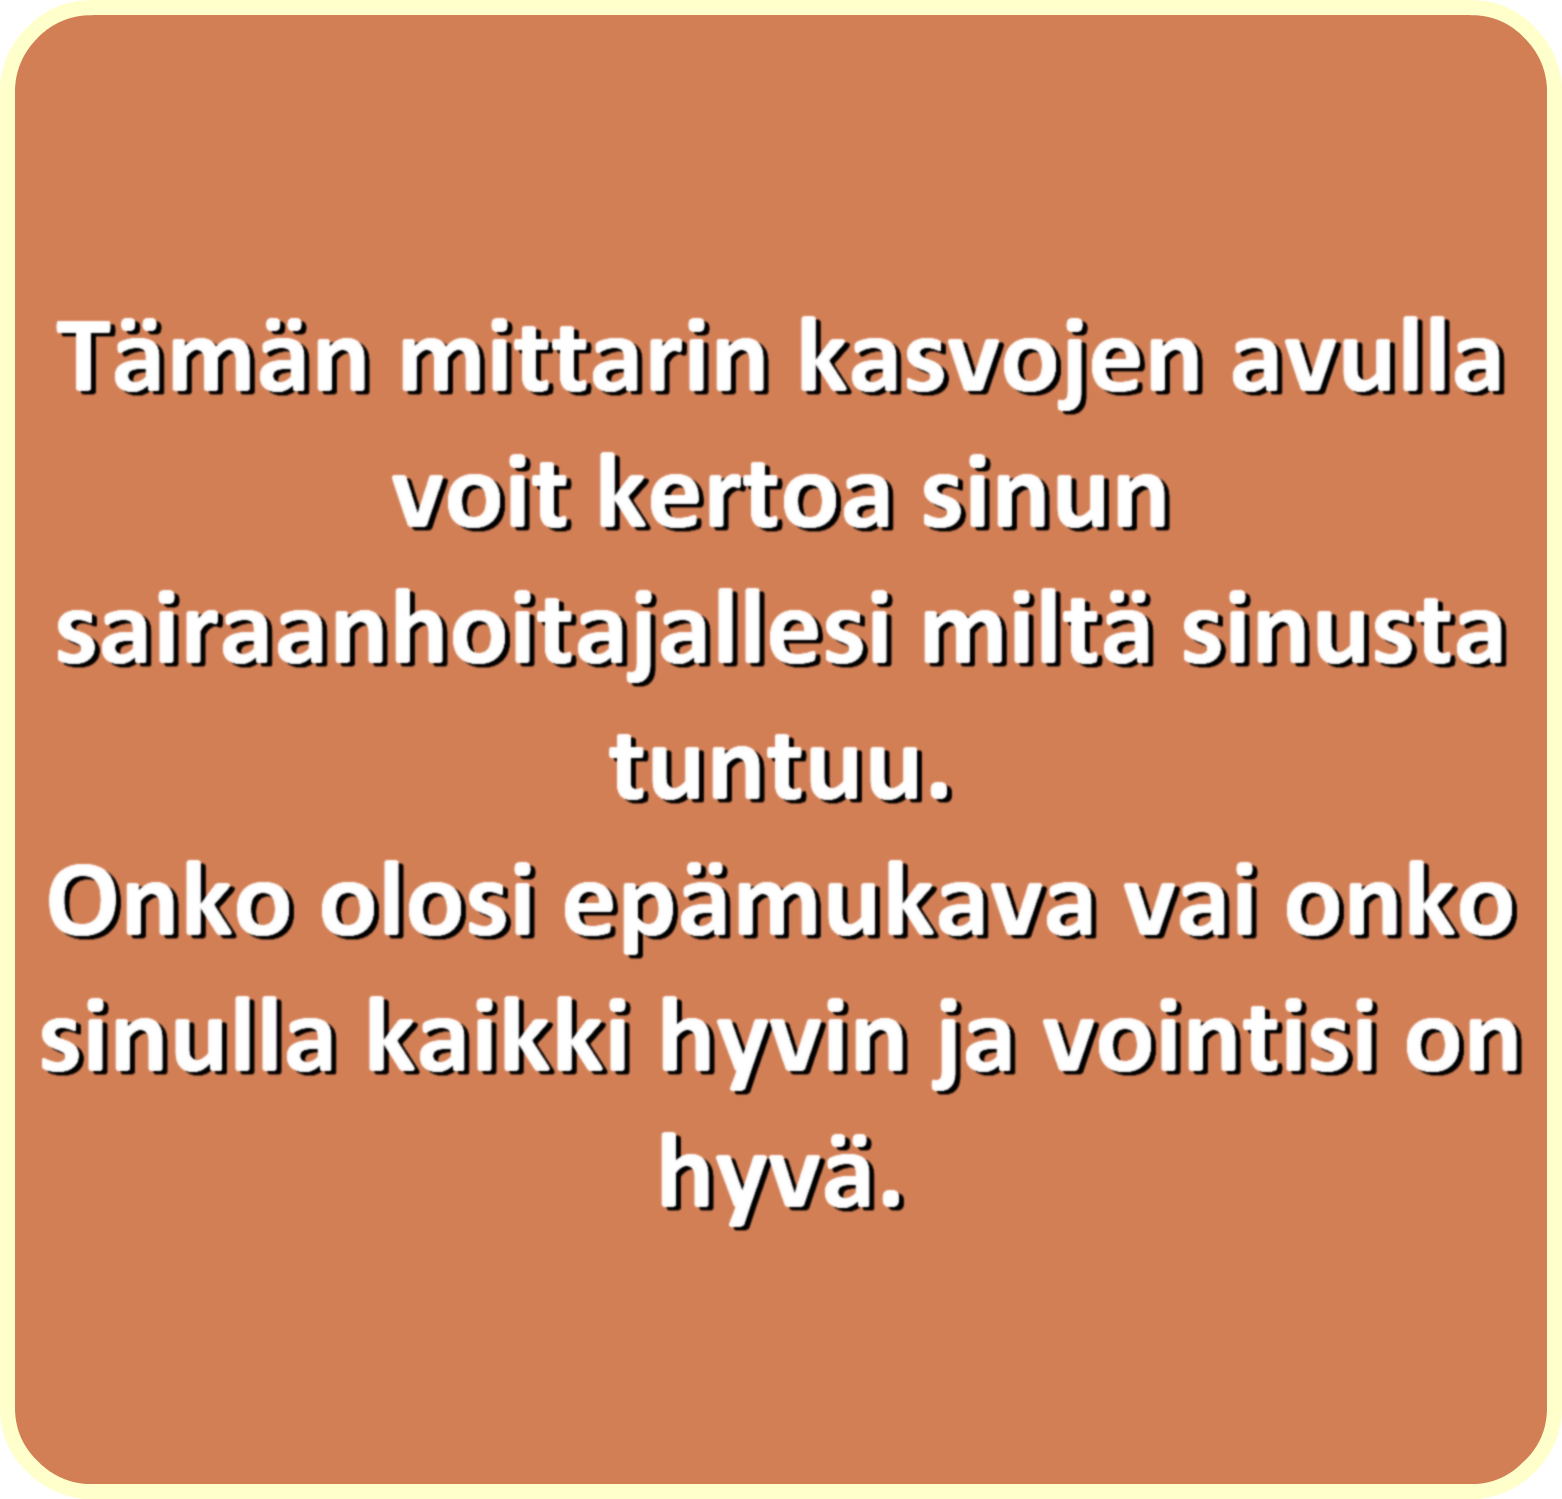 Tämän mittarin kasvojen avulla
voit kertoa sinun
sairaanhoitajallesi miltä sinusta
tuntuu.
Onko olosi epämukava vai onko
sinulla kaikki hyvin ja vointisi on
hyvä.